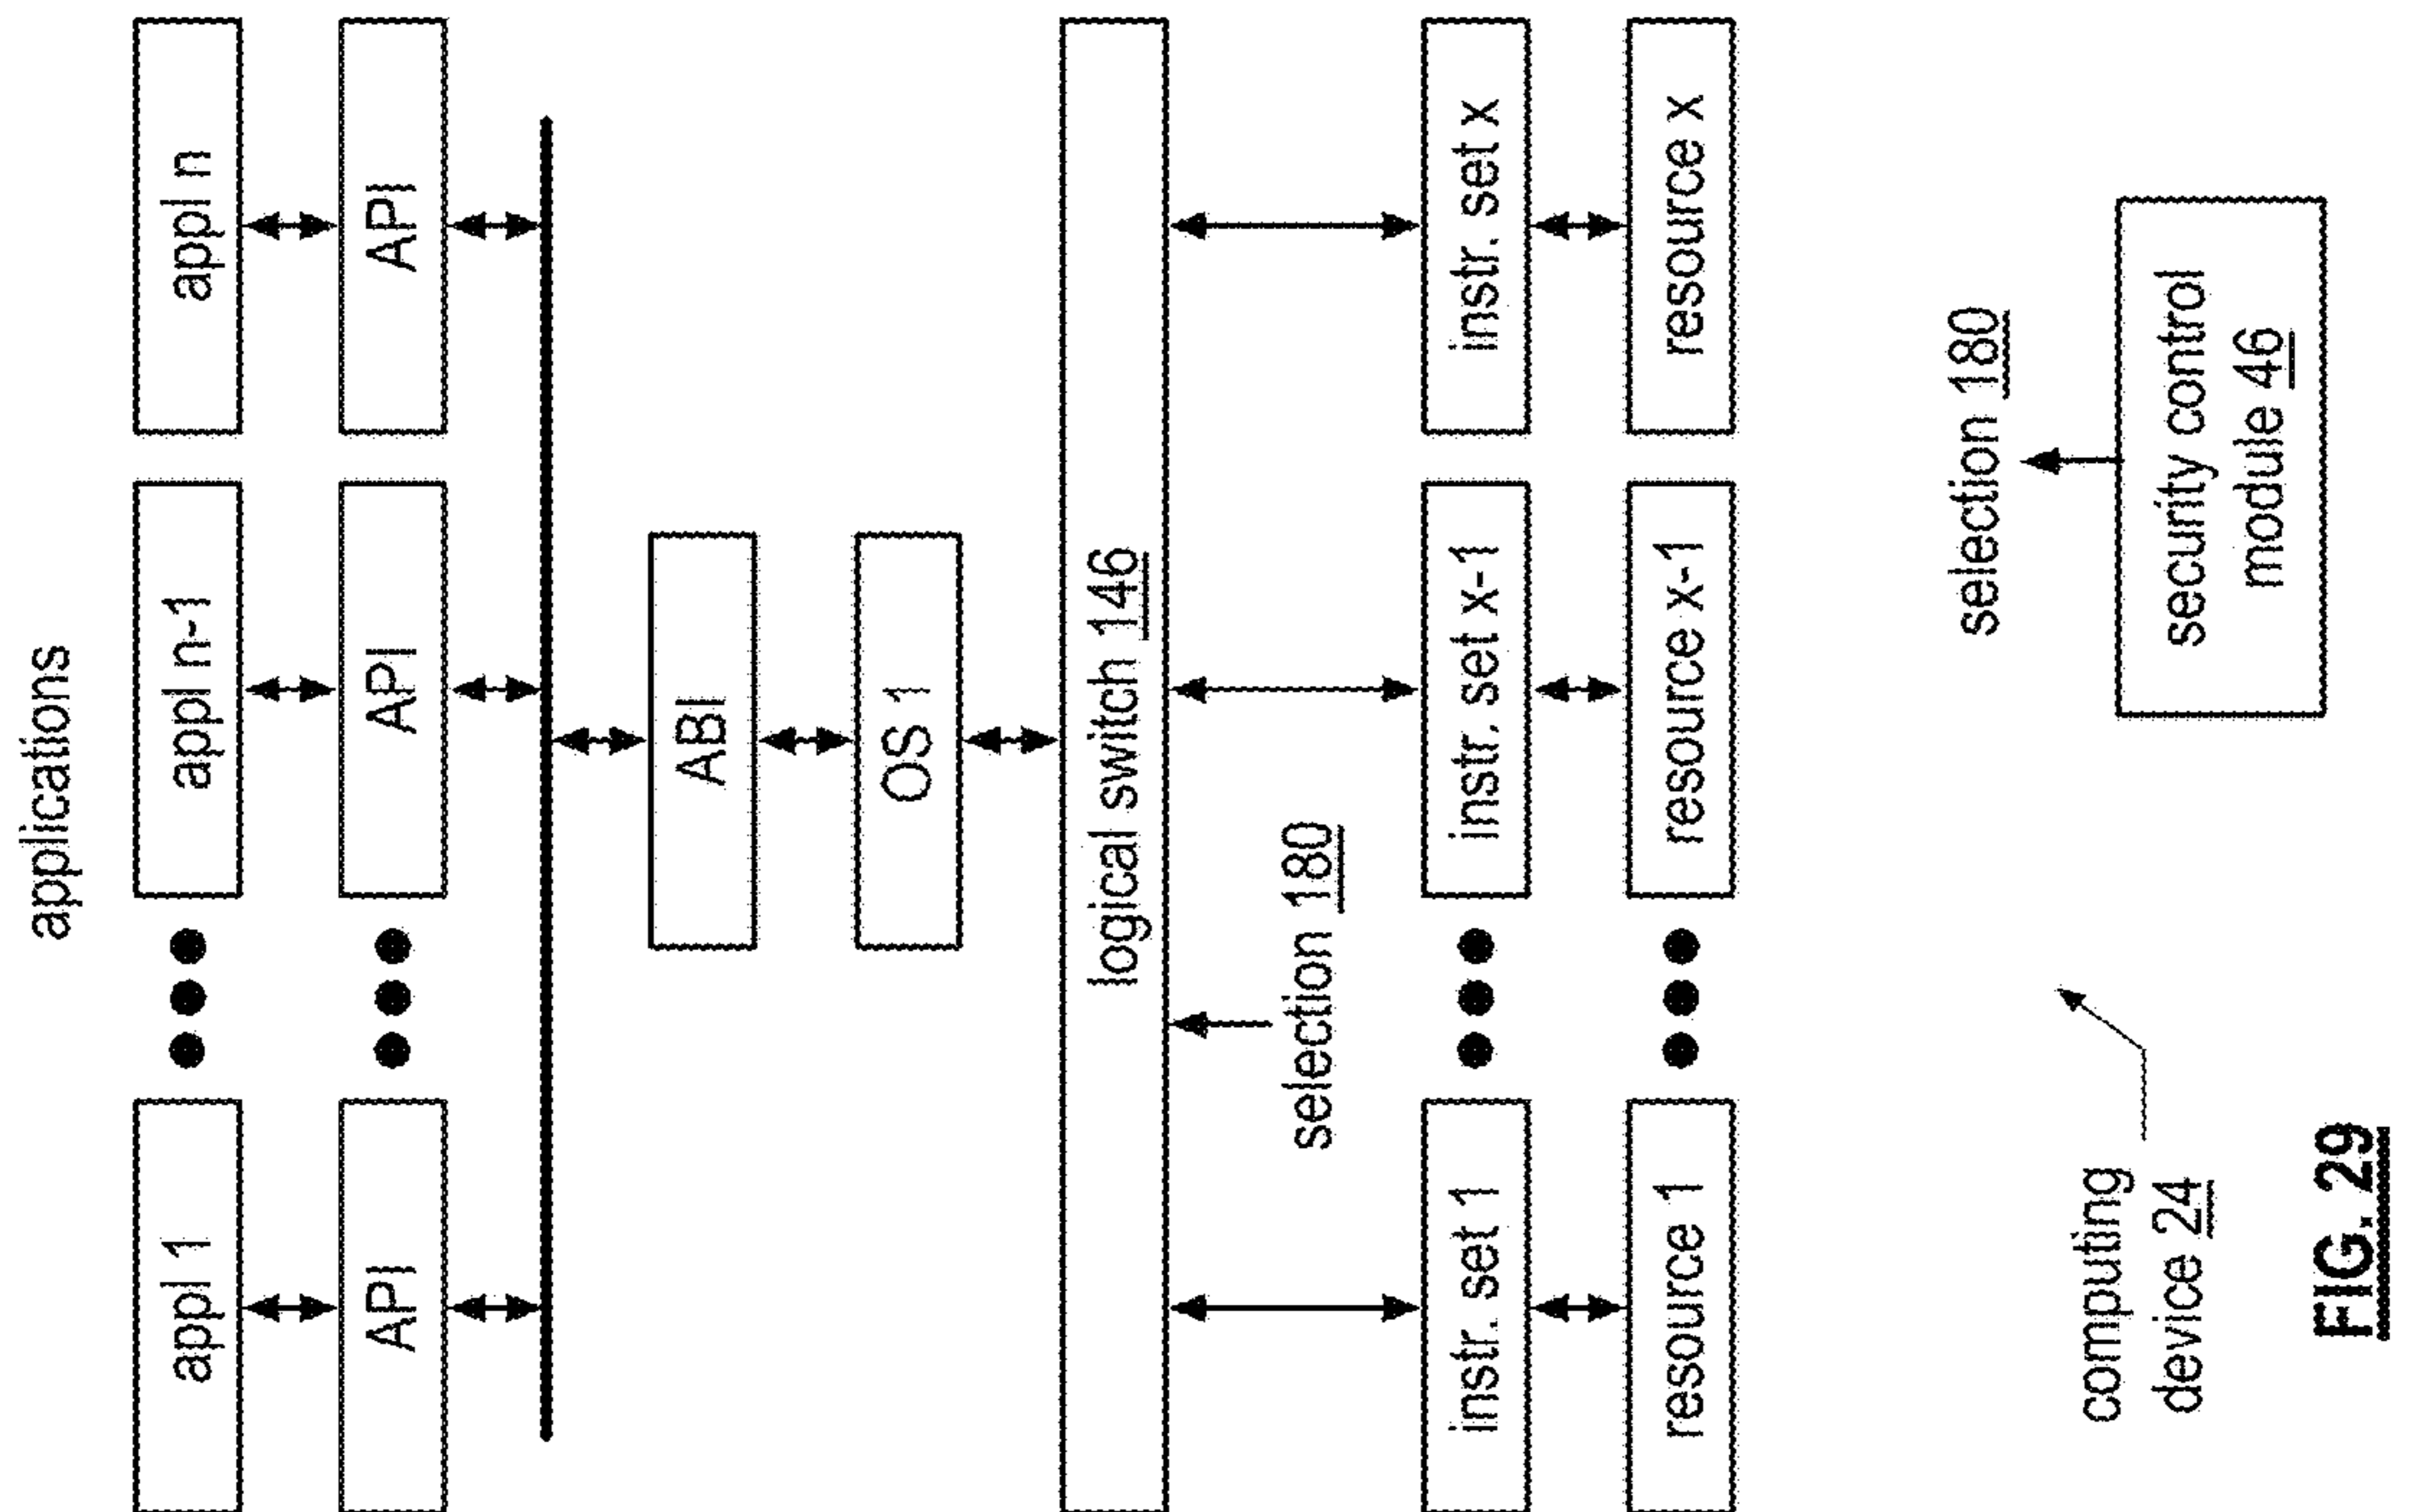 applications
appl 1
appl n-1
appl n
API
API
API
ABI
OS 1
logical switch 146
selection 180
instr. set 1
instr. set x-1
instr. set x
resource 1
resource x-1
resource x
computing
device 24
selection 180
security control
module 46
FIG. 29